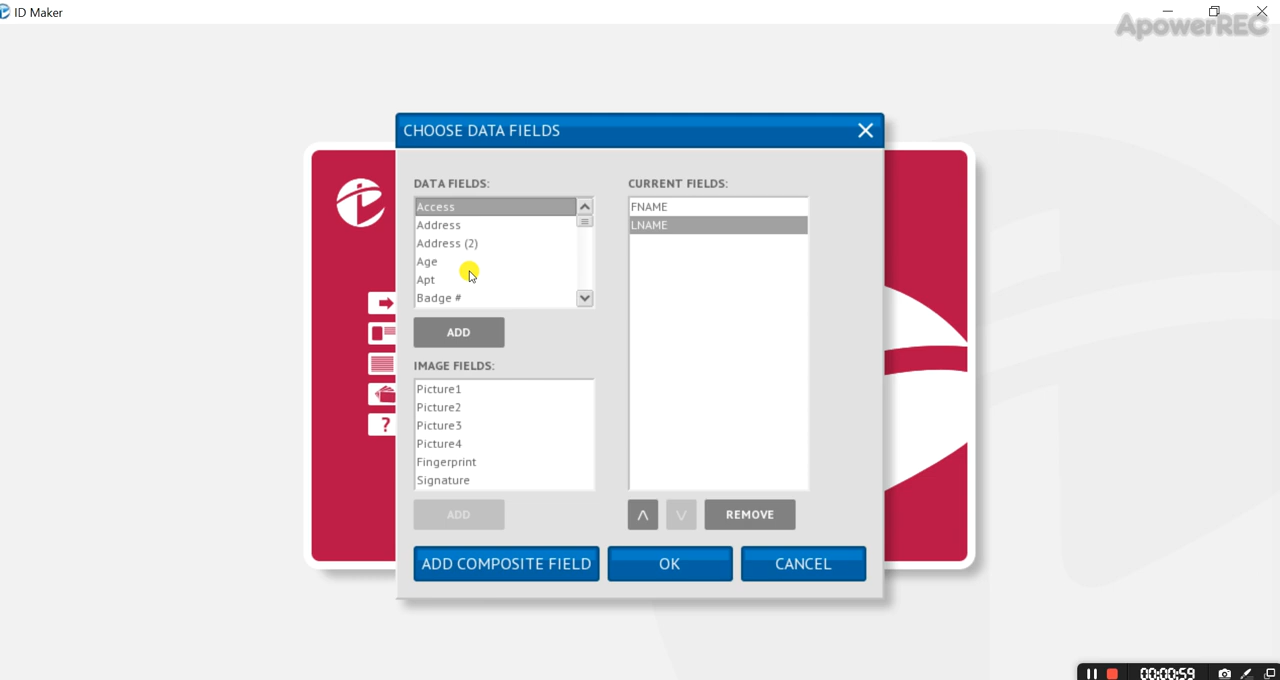 ID Maker
ApowerREC
CHOOSE DATA FIELDS
DATA FIELDS:
Access
Address
Address (2)
Age
Apt
Badge #
ADD
IMAGE FIELDS:
Picture1
Picture2
Picture3
Picture4
Fingerprint
Signature
ADD
CURRENT FIELDS:
FNAME
LNAME
REMOVE
ADD COMPOSITE FIELD
OK
CANCEL
?
00:00:59